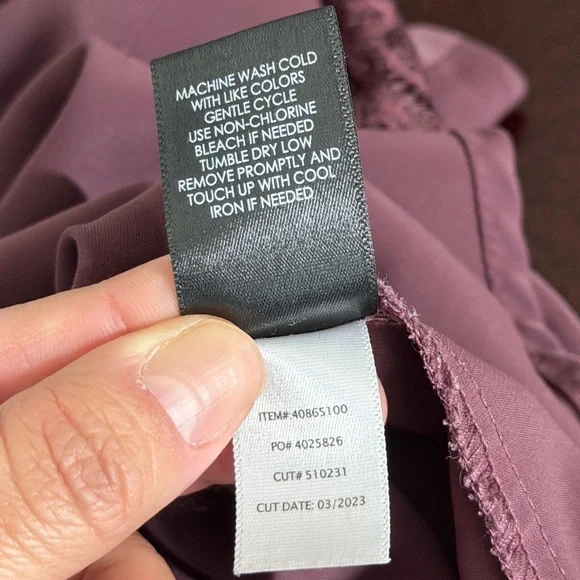 MACHINE WASH COLD
WITH LIKE COLORS
GENTLE CYCLE
USE NON-CHLORINE
BLEACH IF NEEDED
TUMBLE DRY LOW
REMOVE PROMPTLY AND
TOUCH UP WITH COOL
IRON IF NEEDED
ITEM#:40865100
PO# 4025826
CUT# 510231
CUT DATE: 03/2023